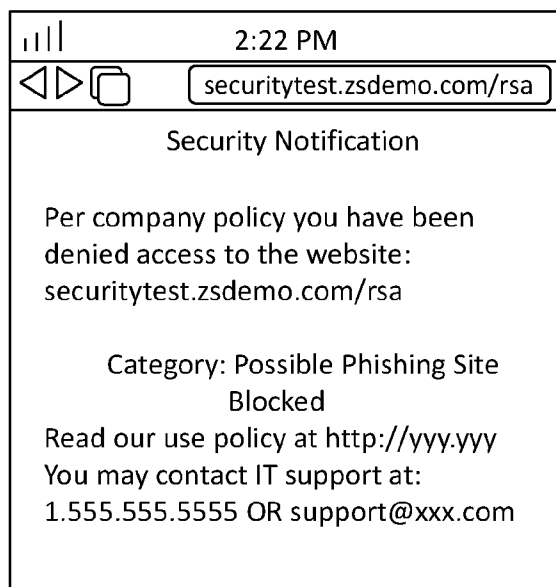 2:22 PM
securitytest.zsdemo.com/rsa
Security Notification
Per company policy you have been
denied access to the website:
securitytest.zsdemo.com/rsa
Category: Possible Phishing Site
Blocked
Read our use policy at http://yyy.yyy
You may contact IT support at:
1.555.555.5555 OR support@xxx.com